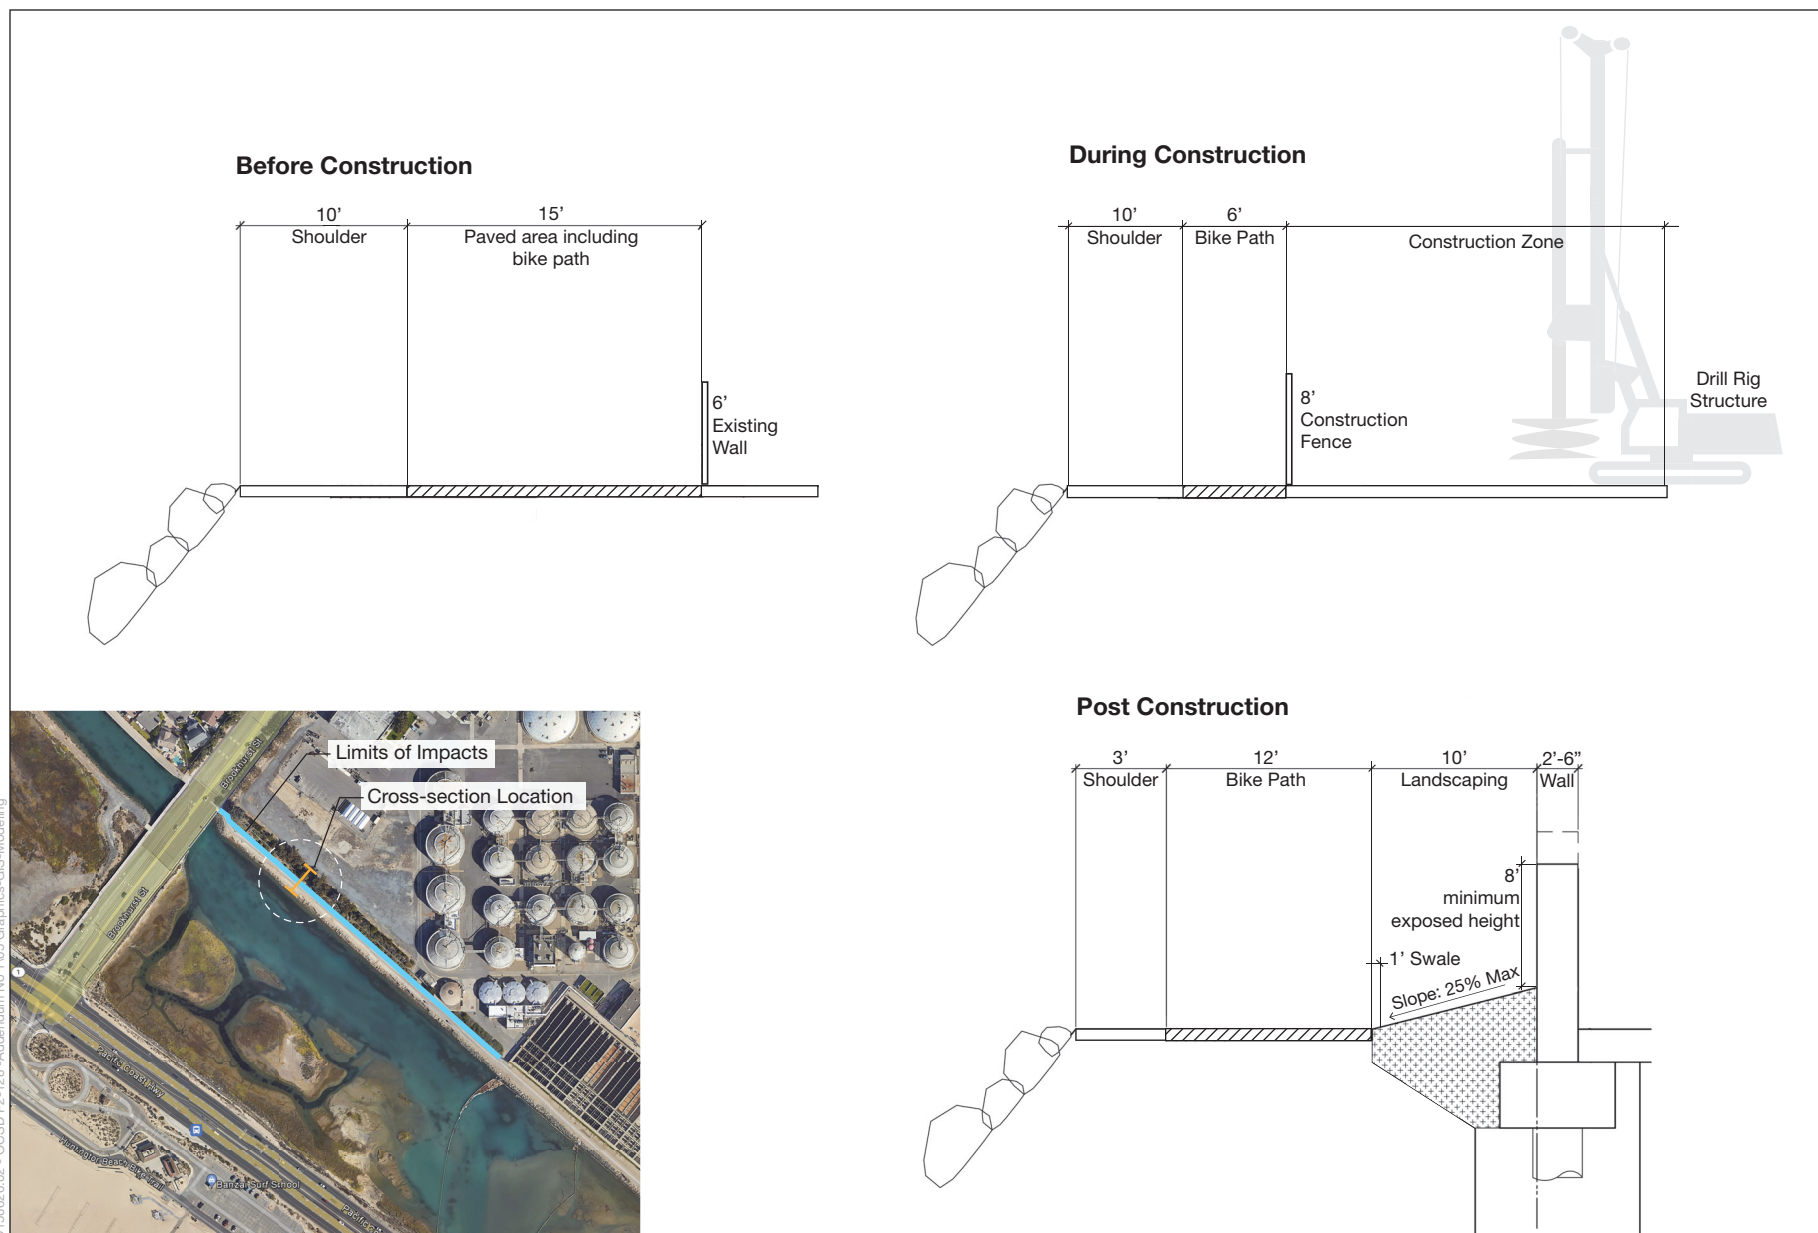 Before Construction
10’
Shoulder
15’
Paved area including
bike path
6’
Existing
Wall
During Construction
10’
Shoulder
6’
Bike Path
Construction Zone
8’
Construction
Fence
Drill Rig
Structure
Limits of Impacts
Cross-section Location
Brookhurst St
Brookhurst St
1
Pacific Coast Hwy
Huntington Beach Bike Trail
Banzai Surf School
Post Construction
3’
Shoulder
12’
Bike Path
10’
Landscaping
2’-6”
Wall
8’
minimum
exposed height
1’ Swale
Slope: 25% Max